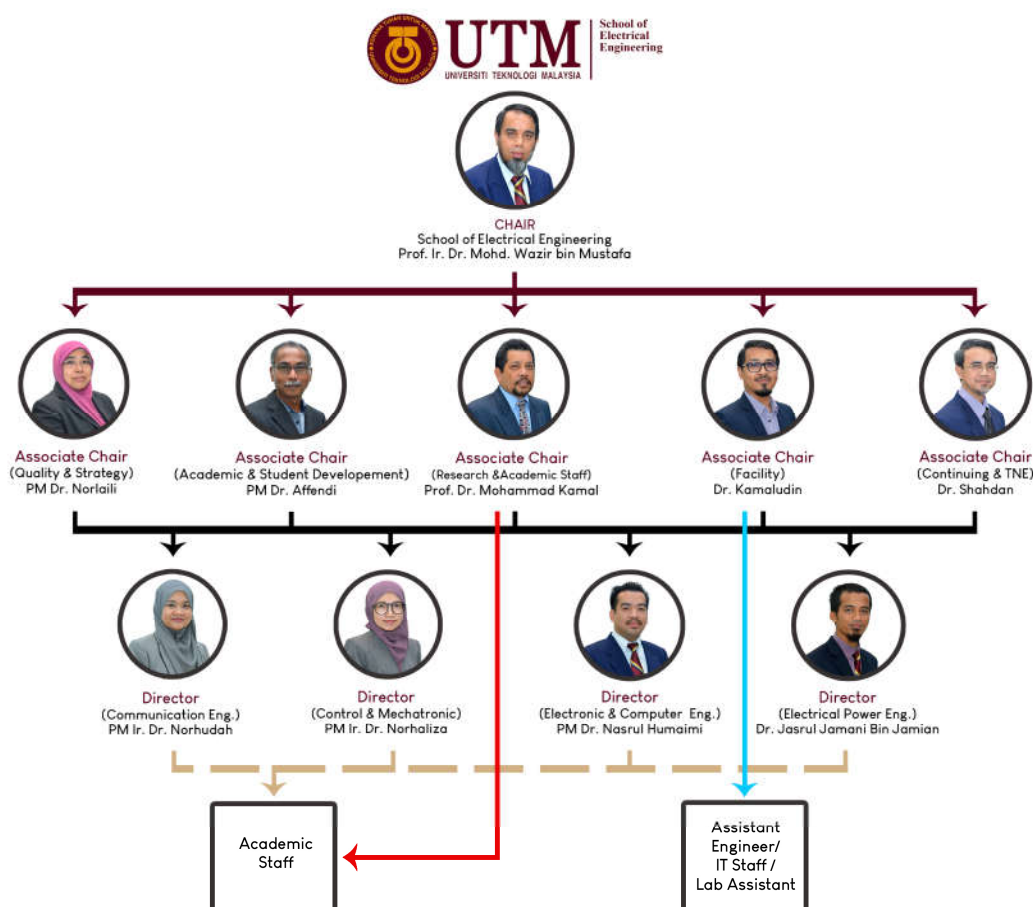 UTM
UNIVERSITI TEKNOLOGI MALAYSIA
School of
Electrical
Engineering
CHAIR
School of Electrical Engineering
Prof. Ir. Dr. Mohd. Wazir bin Mustafa
Associate Chair
(Quality & Strategy)
PM Dr. Norlaili
Associate Chair
(Academic & Student Developement)
PM Dr. Affendi
Associate Chair
(Research &Academic Staff)
Prof. Dr. Mohammad Kamal
Associate Chair
(Facility)
Dr. Kamaludin
Associate Chair
(Continuing & TNE)
Dr. Shahdan
Director
(Communication Eng.)
PM Ir. Dr. Norhudah
Director
(Control & Mechatronic)
PM Ir. Dr. Norhaliza
Director
(Electronic & Computer Eng.)
PM Dr. Nasrul Humaimi
Director
(Electrical Power Eng.)
Dr. Jasrul Jamani Bin Jamian
Academic
Staff
Assistant
Engineer/
IT Staff /
Lab Assistant